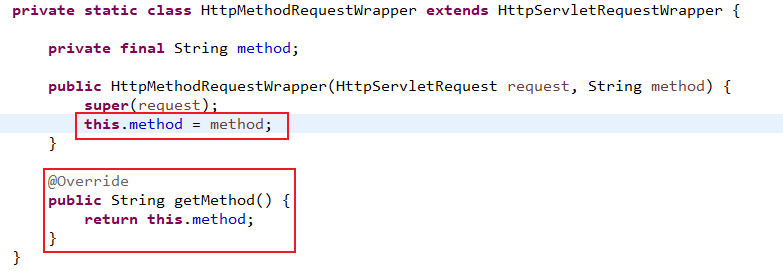 private static class HttpMethodRequestWrapper extends HttpServletRequestWrapper {
private final String method;
public HttpMethodRequestWrapper(HttpServletRequest request, String method) {
super(request);
this.method = method;
}
@Override
public String getMethod() {
return this.method;
}
}